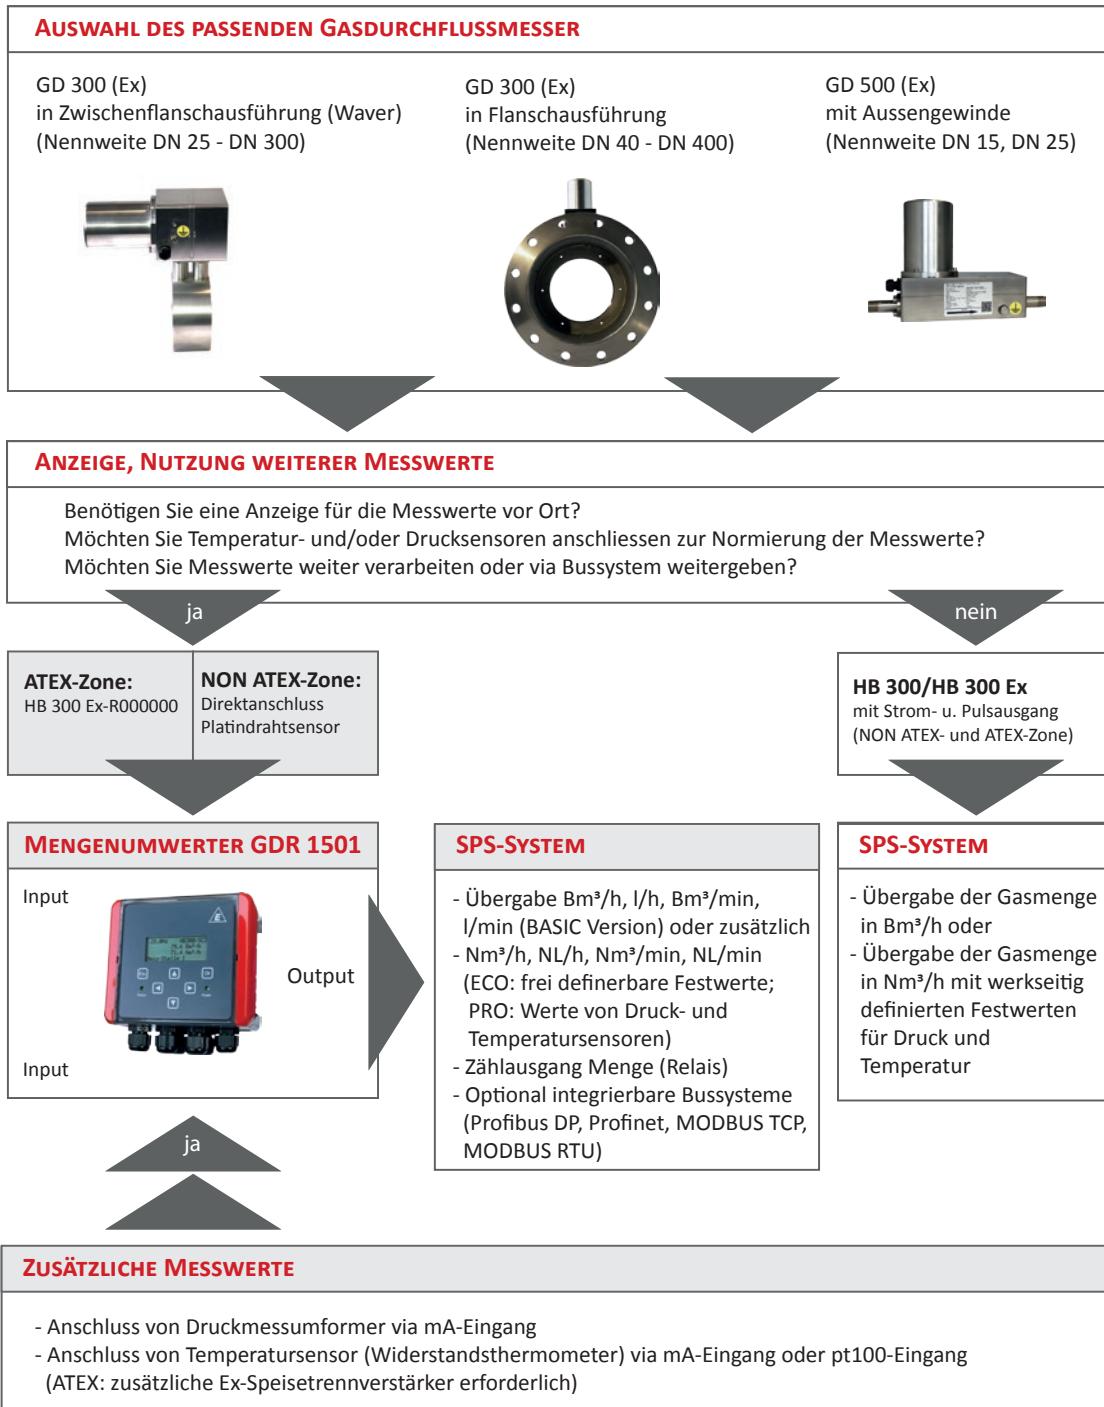 AUSWAHL DES PASSENDEN GASDURCHFLUSSMESSER
GD 300 (Ex)
in Zwischenflanschausführung (Waver)
(Nennweite DN 25 - DN 300)
GD 300 (Ex)
in Flanschausführung
(Nennweite DN 40 - DN 400)
GD 500 (Ex)
mit Aussengewinde
(Nennweite DN 15, DN 25)
ANZEIGE, NUTZUNG WEITERER MESSWERTE
Benötigen Sie eine Anzeige für die Messwerte vor Ort?
Möchten Sie Temperatur- und/oder Drucksensoren anschliessen zur Normierung der Messwerte?
Möchten Sie Messwerte weiter verarbeiten oder via Bussystem weitergeben?
ja
nein
ATEX-Zone:
HB 300 Ex-R000000
NON ATEX-Zone:
Direktanschluss
Platindrahtsensor
HB 300/HB 300 Ex
mit Strom- u. Pulsausgang
(NON ATEX- und ATEX-Zone)
MENGENUMWERTER GDR 1501
Input
Output
Input
SPS-SYSTEM
- Übergabe Bm³/h, l/h, Bm³/min,
l/min (BASIC Version) oder zusätzlich
- Nm³/h, NL/h, Nm³/min, NL/min
(ECO: frei definerbare Festwerte;
PRO: Werte von Druck- und
Temperatursensoren)
- Zählausgang Menge (Relais)
- Optional integrierbare Bussysteme
(Profibus DP, Profinet, MODBUS TCP,
MODBUS RTU)
SPS-SYSTEM
- Übergabe der Gasmenge
in Bm³/h oder
- Übergabe der Gasmenge
in Nm³/h mit werkseitig
definierten Festwerten
für Druck und
Temperatur
ja
ZUSÄTZLICHE MESSWERTE
- Anschluss von Druckmessumformer via mA-Eingang
- Anschluss von Temperatursensor (Widerstandsthermometer) via mA-Eingang oder pt100-Eingang
(ATEX: zusätzliche Ex-Speisetrennverstärker erforderlich)